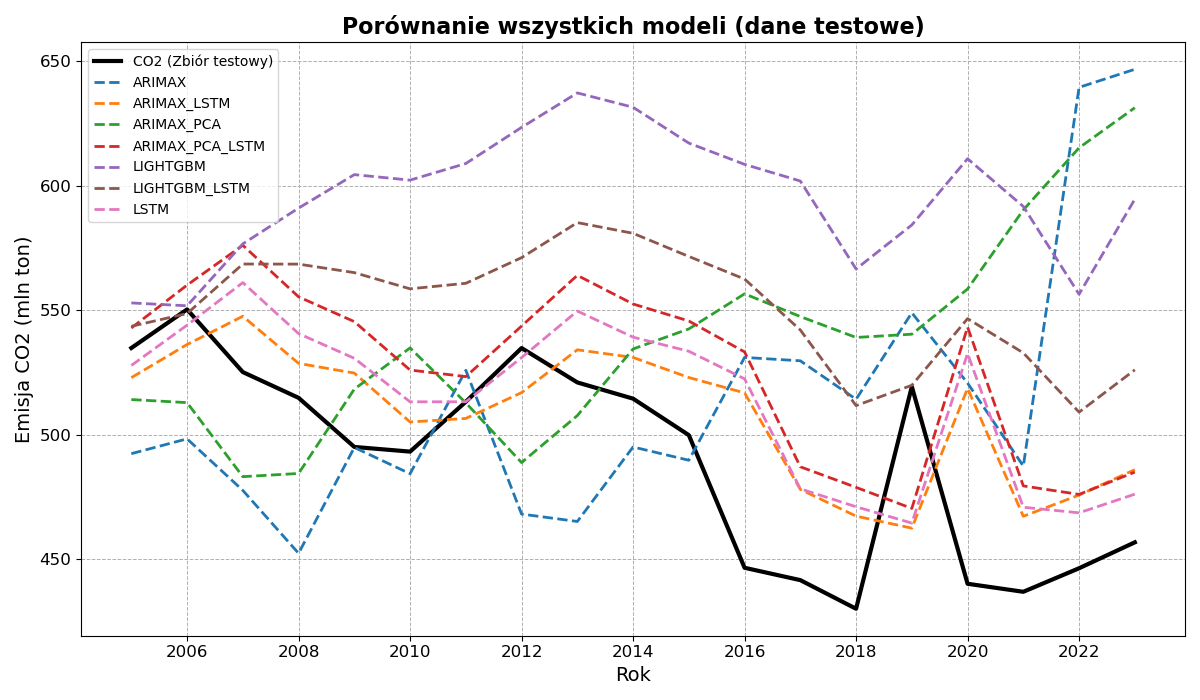 Porównanie wszystkich modeli (dane testowe)
CO2 (Zbiór testowy)
ARIMAX
ARIMAX_LSTM
ARIMAX_PCA
ARIMAX_PCA_LSTM
LIGHTGBM
LIGHTGBM_LSTM
LSTM
Emisja CO2 (mln ton)
650
600
550
500
450
2006 2008 2010 2012 2014 2016 2018 2020 2022
Rok